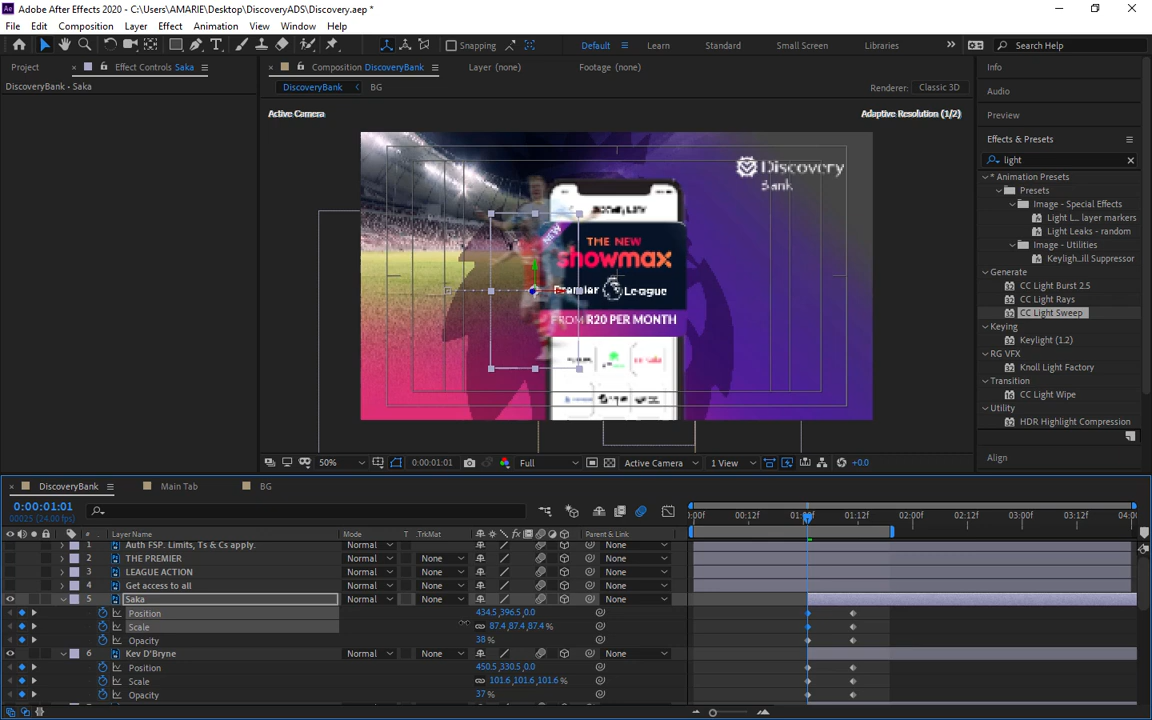 Adobe After Effects 2020 - C:\Users\AMARIE\Desktop\DiscoveryADS\Discovery.aep *
File Edit Composition Layer Effect Animation View Window Help
Snapping Default Learn Standard Small Screen Libraries Search Help
Project Effect Controls Saka Composition DiscoveryBank Layer (none) Footage (none) Info
DiscoveryBank • Saka DiscoveryBank BG Renderer: Classic 3D Audio
Active Camera Adaptive Resolution (1/2) Preview
Effects & Presets
light
* Animation Presets
Presets
Image - Special Effects
Light L... layer markers
Light Leaks - random
Image - Utilities
Keyligh...ill Suppressor
Generate
CC Light Burst 2.5
CC Light Rays
CC Light Sweep
Keying
Keylight (1.2)
RG VFX
Knoll Light Factory
Transition
CC Light Wipe
Utility
HDR Highlight Compression
Align
Discovery
Bank
NEW
THE NEW
showmax
Premier League
FROM R20 PER MONTH
50% 0:00:01:01 Full Active Camera 1 View +0.0
DiscoveryBank Main Tab BG
0:00:01:01
00025 (24.00 fps)
:00f 00:12f 01:00f 01:12f 02:00f 02:12f 03:00f 03:12f 04:0
# Layer Name Mode T .TrkMat Parent & Link
1 Auth FSP. Limits, Ts & Cs apply. Normal None
2 THE PREMIER Normal None None
3 LEAGUE ACTION Normal None None
4 Get access to all Normal None None
5 Saka Normal None None
Position 434.5,396.5,0.0
Scale 87.4,87.4,87.4%
Opacity 38%
6 Kev D'Bryne Normal None None
Position 450.5,330.5,0.0
Scale 101.6,101.6,101.6%
Opacity 37%